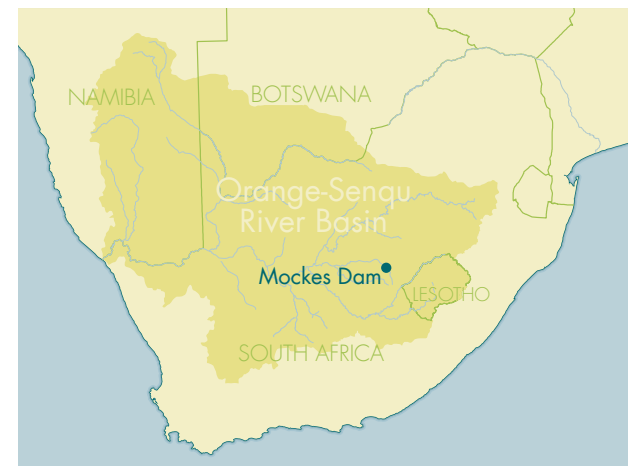 NAMIBIA
BOTSWANA
Orange-Senqu
River Basin
Mockes Dam
LESOTHO
SOUTH AFRICA